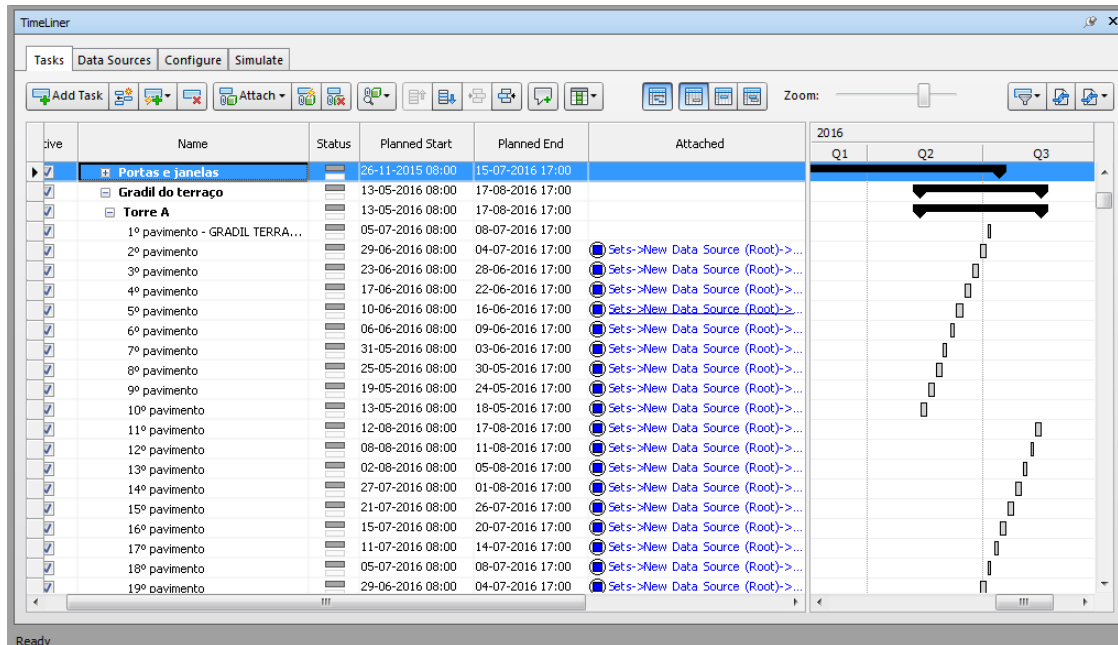 TimeLiner
Tasks Data Sources Configure Simulate
Add Task Attach Zoom:
tive Name Status Planned Start Planned End Attached 2016
Q1 Q2 Q3
Portas e janelas 26-11-2015 08:00 15-07-2016 17:00
Gradil do terraço 13-05-2016 08:00 17-08-2016 17:00
Torre A 13-05-2016 08:00 17-08-2016 17:00
1º pavimento - GRADIL TERRA... 05-07-2016 08:00 08-07-2016 17:00
2º pavimento 29-06-2016 08:00 04-07-2016 17:00 Sets->New Data Source (Root)->...
3º pavimento 23-06-2016 08:00 28-06-2016 17:00 Sets->New Data Source (Root)->...
4º pavimento 17-06-2016 08:00 22-06-2016 17:00 Sets->New Data Source (Root)->...
5º pavimento 10-06-2016 08:00 16-06-2016 17:00 Sets->New Data Source (Root)->...
6º pavimento 06-06-2016 08:00 09-06-2016 17:00 Sets->New Data Source (Root)->...
7º pavimento 31-05-2016 08:00 03-06-2016 17:00 Sets->New Data Source (Root)->...
8º pavimento 25-05-2016 08:00 30-05-2016 17:00 Sets->New Data Source (Root)->...
9º pavimento 19-05-2016 08:00 24-05-2016 17:00 Sets->New Data Source (Root)->...
10º pavimento 13-05-2016 08:00 18-05-2016 17:00 Sets->New Data Source (Root)->...
11º pavimento 12-08-2016 08:00 17-08-2016 17:00 Sets->New Data Source (Root)->...
12º pavimento 08-08-2016 08:00 11-08-2016 17:00 Sets->New Data Source (Root)->...
13º pavimento 02-08-2016 08:00 05-08-2016 17:00 Sets->New Data Source (Root)->...
14º pavimento 27-07-2016 08:00 01-08-2016 17:00 Sets->New Data Source (Root)->...
15º pavimento 21-07-2016 08:00 26-07-2016 17:00 Sets->New Data Source (Root)->...
16º pavimento 15-07-2016 08:00 20-07-2016 17:00 Sets->New Data Source (Root)->...
17º pavimento 11-07-2016 08:00 14-07-2016 17:00 Sets->New Data Source (Root)->...
18º pavimento 05-07-2016 08:00 08-07-2016 17:00 Sets->New Data Source (Root)->...
19º pavimento 29-06-2016 08:00 04-07-2016 17:00 Sets->New Data Source (Root)->...
Ready